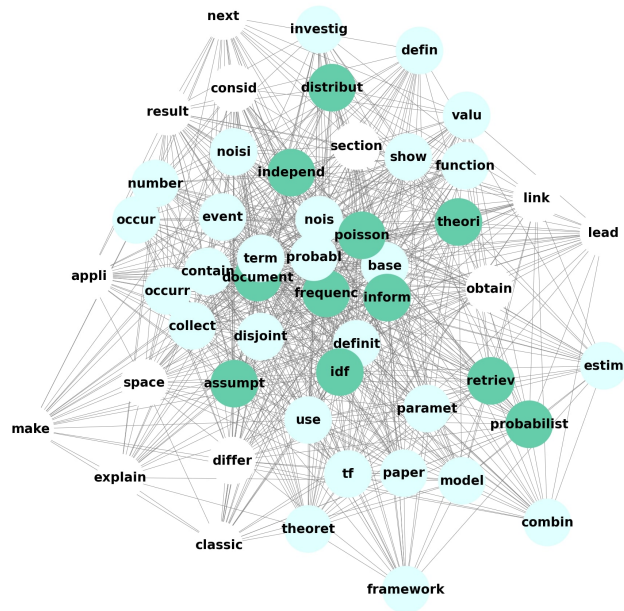 next
investig
defin
consid
distribut
result
valu
section
noisi
show
function
independ
number
link
occur
event
nois
theori
lead
poisson
term
probabl
base
contain
appli
document
obtain
occurr
frequenc
inform
collect
disjoint
definit
estim
idf
space
assumpt
retriev
paramet
use
probabilist
make
differ
explain
tf
paper
model
combin
theoret
classic
framework